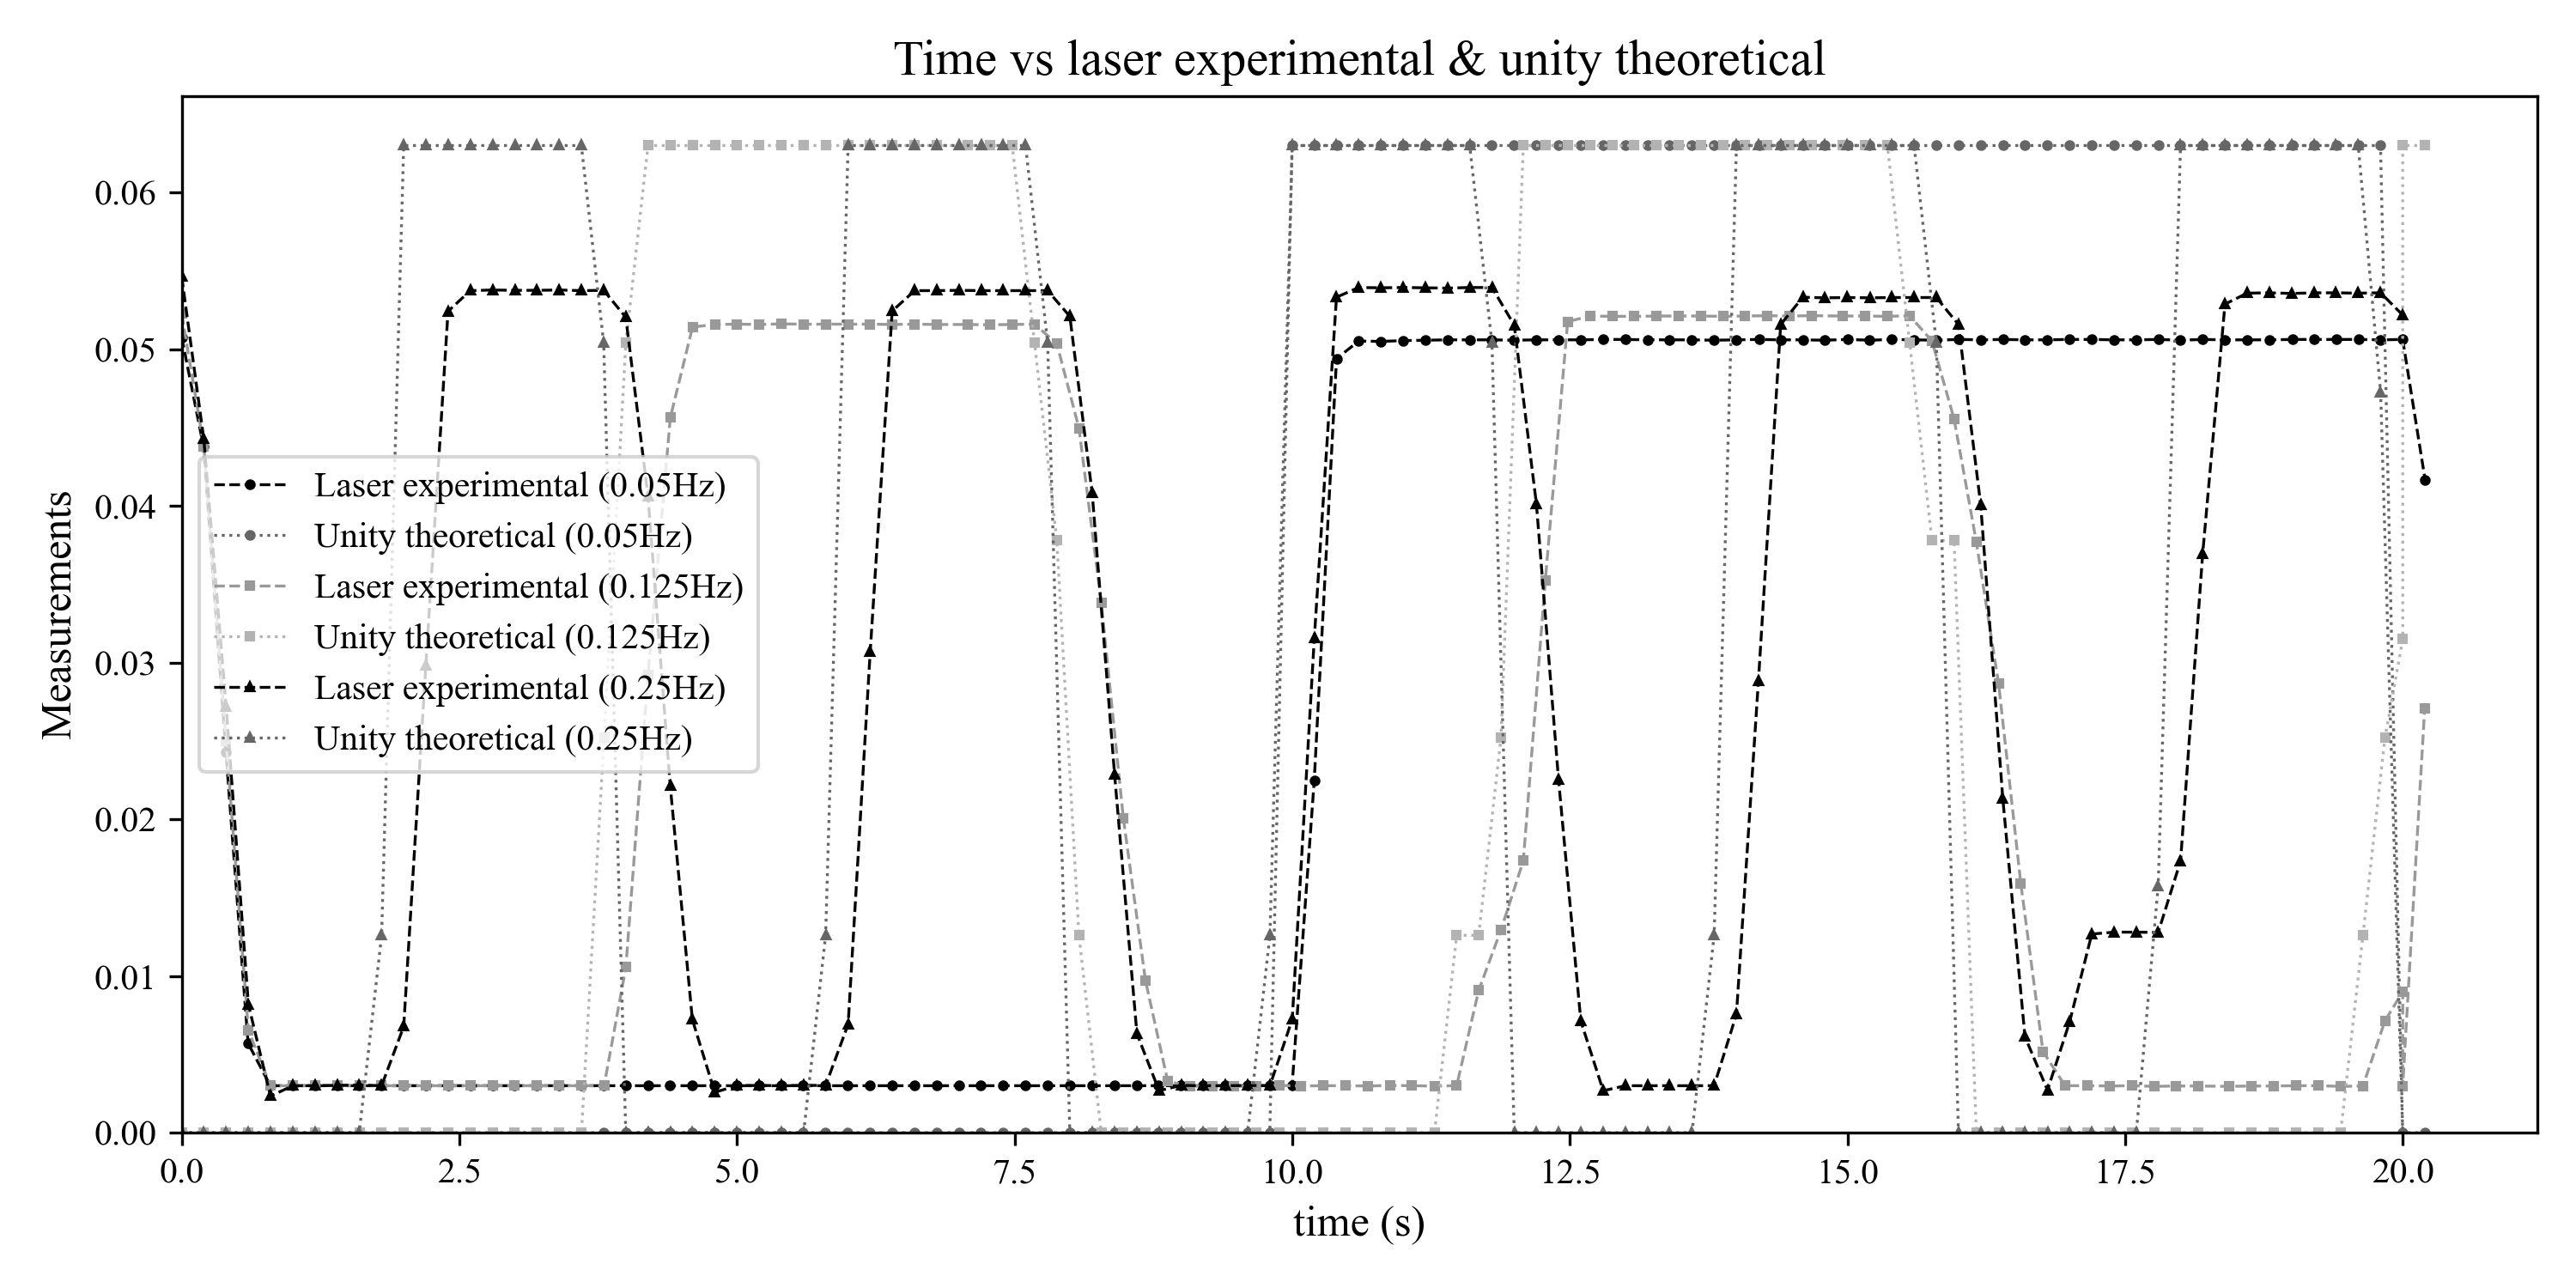 Time vs laser experimental & unity theoretical
0.06
0.05
0.04
0.03
0.02
0.01
0.00
Measurements
Laser experimental (0.05Hz)
Unity theoretical (0.05Hz)
Laser experimental (0.125Hz)
Unity theoretical (0.125Hz)
Laser experimental (0.25Hz)
Unity theoretical (0.25Hz)
0.0 2.5 5.0 7.5 10.0 12.5 15.0 17.5 20.0
time (s)